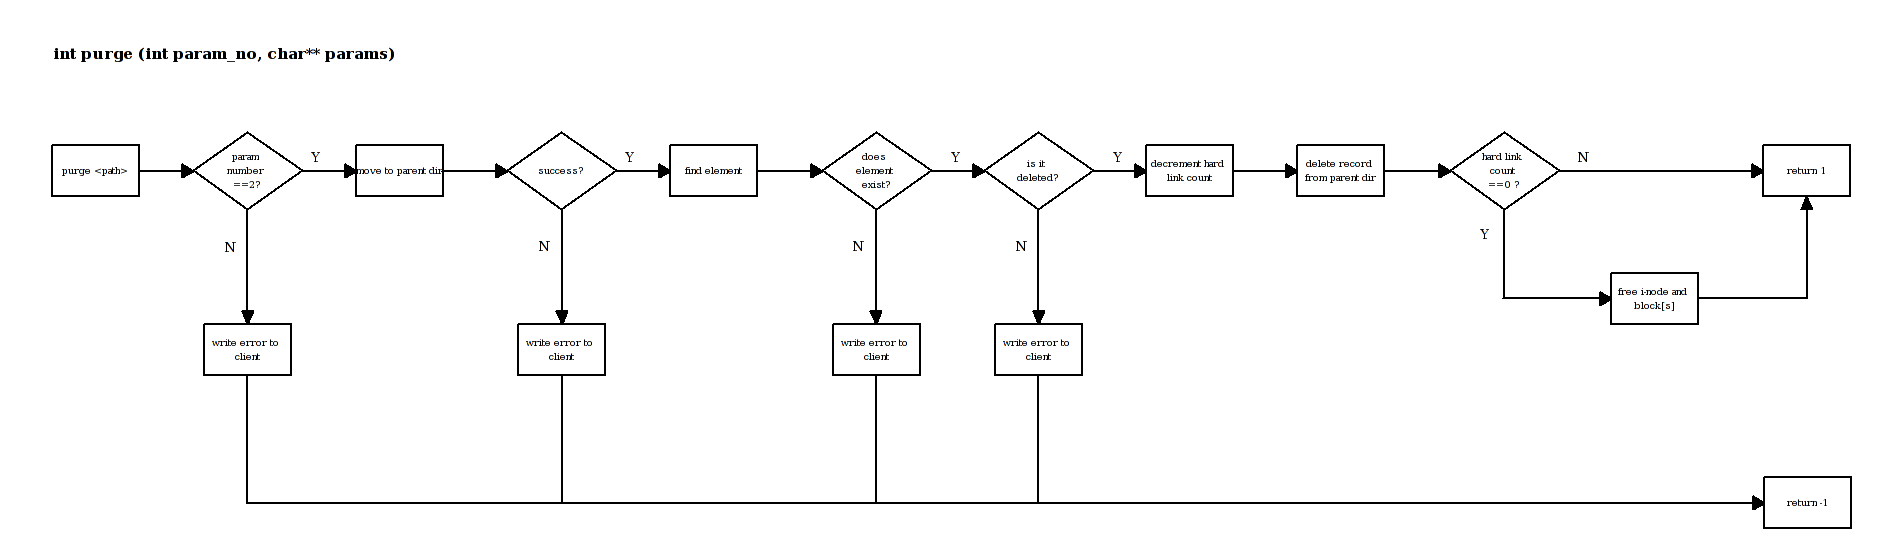 int purge (int param_no, char** params)
purge <path>
param
number
==2?
Y
N
move to parent dir
success?
Y
N
find element
does
element
exist?
Y
N
is it
deleted?
Y
N
decrement hard
link count
delete record
from parent dir
hard link
count
==0 ?
N
Y
return 1
free i-node and
block[s]
write error to
client
write error to
client
write error to
client
write error to
client
return -1